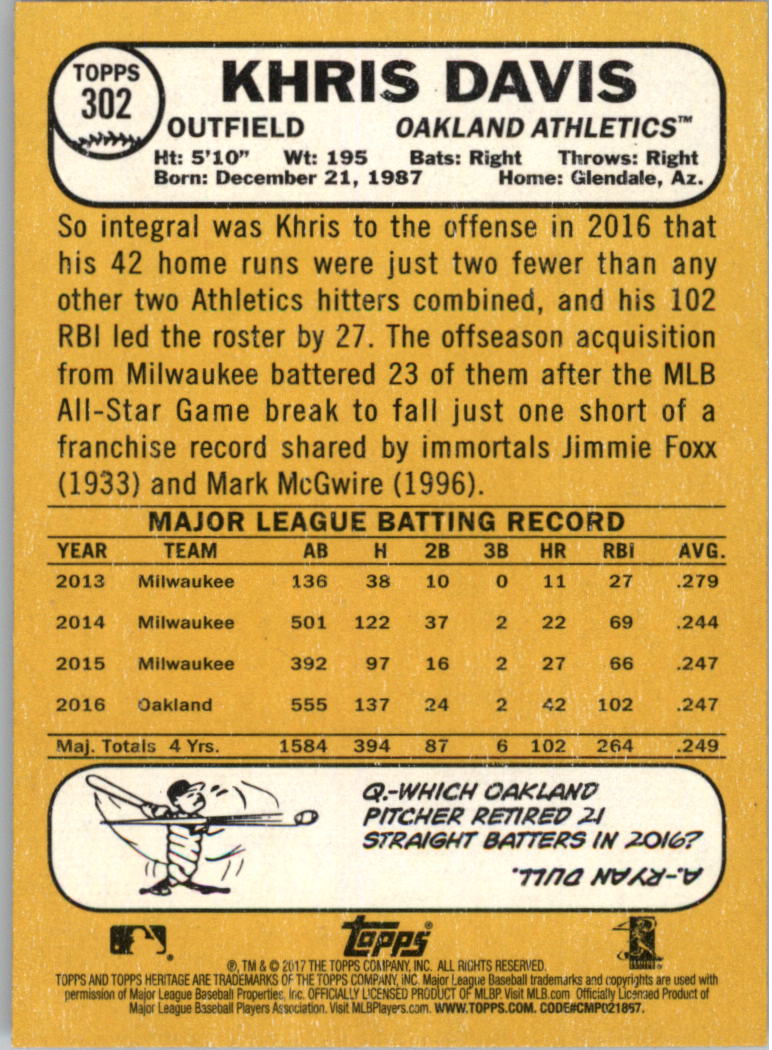 TOPPS
302
KHRIS DAVIS
OUTFIELD OAKLAND ATHLETICS™
Ht: 5'10" Wt: 195 Bats: Right Throws: Right
Born: December 21, 1987 Home: Glendale, Az.
So integral was Khris to the offense in 2016 that
his 42 home runs were just two fewer than any
other two Athletics hitters combined, and his 102
RBI led the roster by 27. The offseason acquisition
from Milwaukee battered 23 of them after the MLB
All-Star Game break to fall just one short of a
franchise record shared by immortals Jimmie Foxx
(1933) and Mark McGwire (1996).
MAJOR LEAGUE BATTING RECORD
YEAR TEAM AB H 2B 3B HR RBI AVG.
2013 Milwaukee 136 38 10 0 11 27 .279
2014 Milwaukee 501 122 37 2 22 69 .244
2015 Milwaukee 392 97 16 2 27 66 .247
2016 Oakland 555 137 24 2 42 102 .247
Maj. Totals 4 Yrs. 1584 394 87 6 102 264 .249
Q.-WHICH OAKLAND
PITCHER RETIRED 21
STRAIGHT BATTERS IN 2016?
A.-RYAN DULL.
Topps®
®, TM & © 2017 THE TOPPS COMPANY, INC. ALL RIGHTS RESERVED.
TOPPS AND TOPPS HERITAGE ARE TRADEMARKS OF THE TOPPS COMPANY, INC. Major League Baseball trademarks and copyrights are used with
permission of Major League Baseball Properties, Inc. OFFICIALLY LICENSED PRODUCT OF MLBP. Visit MLB.com Officially Licensed Product of
Major League Baseball Players Association. Visit MLBPlayers.com. WWW.TOPPS.COM. CODE#CMP021857.